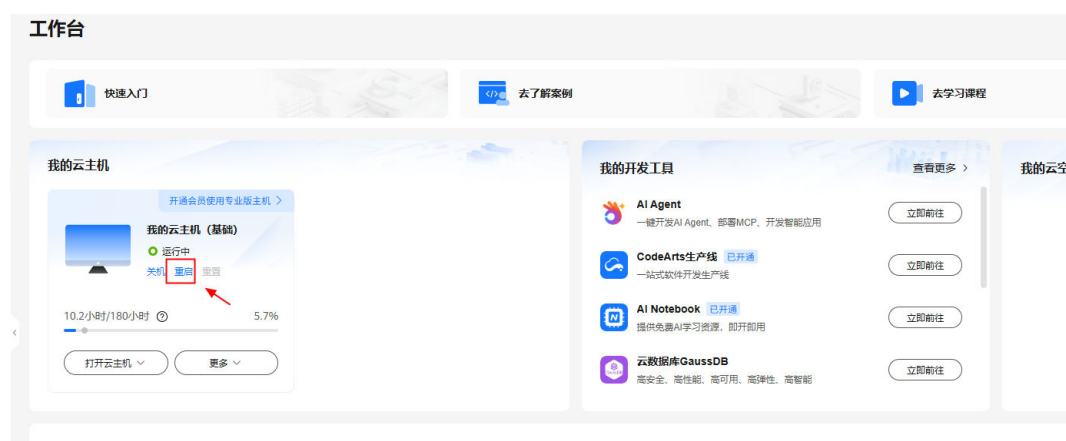 工作台
快速入门
去了解案例
去学习课程
我的云主机
开通会员使用专业版主机 >
我的云主机（基础）
运行中
关机 重启 重置
10.2小时/180小时 ? 5.7%
打开云主机
更多
我的开发工具
查看更多 >
AI Agent
一键开发AI Agent、部署MCP、开发智能应用
立即前往
CodeArts生产线 已开通
一站式软件开发生产线
立即前往
AI Notebook 已开通
提供免费AI学习资源，即开即用
立即前往
云数据库GaussDB
高安全、高性能、高可用、高弹性、高智能
立即前往
我的云空